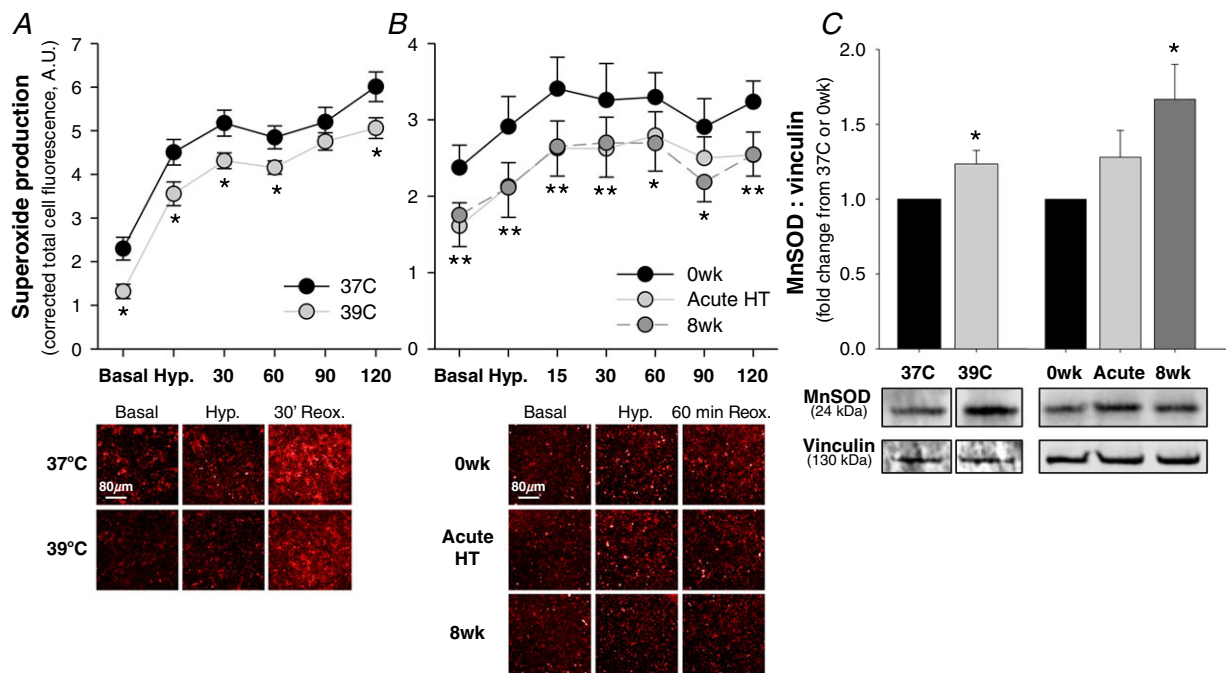 A
B
C
Superoxide production
(corrected total cell fluorescence, A.U.)
7
6
5
4
3
2
1
0
*
*
*
*
*
37C
39C
Basal Hyp. 30 60 90 120
4
3
2
1
0
**
**
**
**
*
*
**
0wk
Acute HT
8wk
Basal Hyp. 15 30 60 90 120
MnSOD : vinculin
(fold change from 37C or 0wk)
2.0
1.5
1.0
0.5
0.0
*
*
37C 39C 0wk Acute 8wk
MnSOD
(24 kDa)
Vinculin
(130 kDa)
Basal Hyp. 30' Reox.
37°C
80µm
39°C
Basal Hyp. 60 min Reox.
0wk
80µm
Acute
HT
8wk